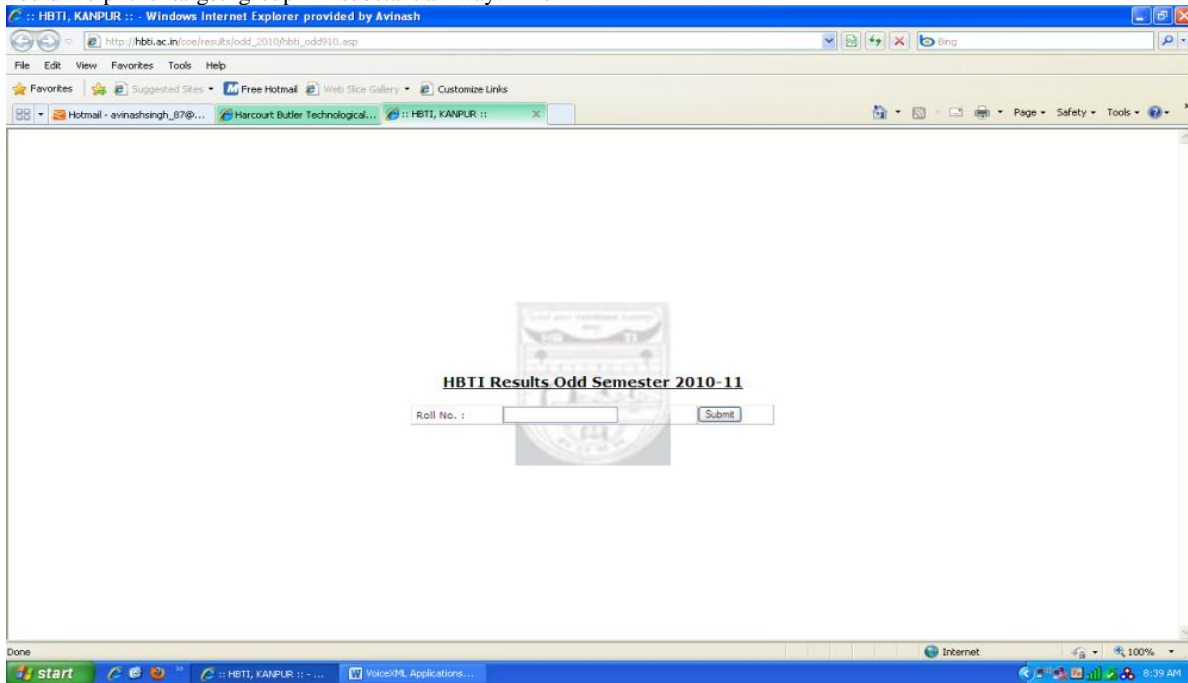 :: HBTI, KANPUR :: - Windows Internet Explorer provided by Avinash
http://hbti.ac.in/coe/results/odd_2010/hbti_odd910.asp
Bing
File Edit View Favorites Tools Help
Favorites Suggested Sites Free Hotmail Web Slice Gallery Customize Links
Hotmail - avinashsingh_87@... Harcourt Butler Technological... :: HBTI, KANPUR :: Page Safety Tools
HBTI Results Odd Semester 2010-11
Roll No. : Submit
Done Internet 100%
start :: HBTI, KANPUR :: - ... VoiceXML Applications... 8:39 AM